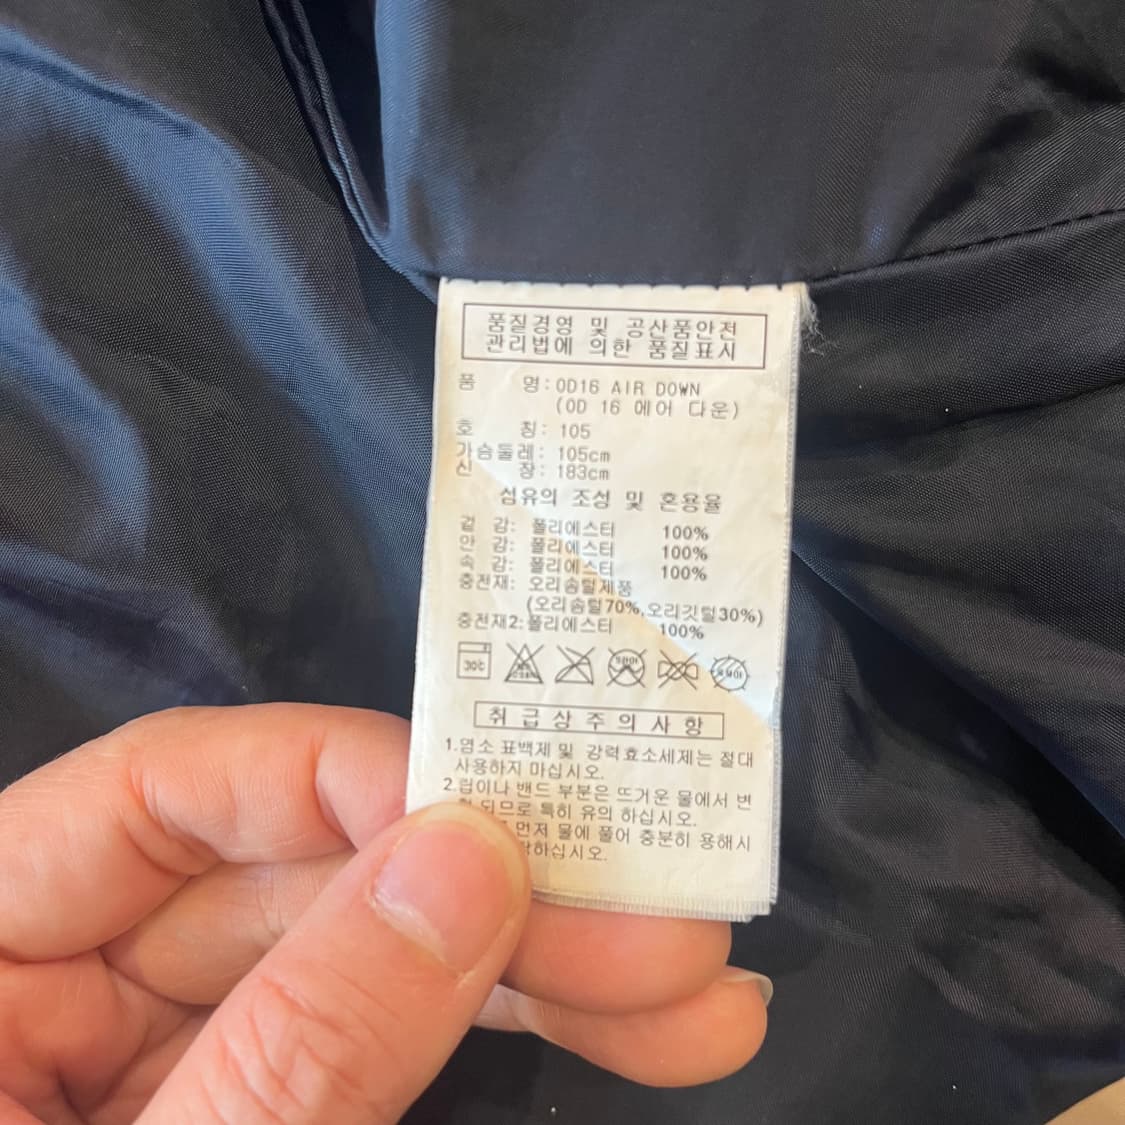 품질경영 및 공산품안전
관리법에 의한 품질표시
품 명: OD16 AIR DOWN
(OD 16 에어 다운)
호 칭: 105
가슴둘레: 105cm
신 장: 183cm
섬유의 조성 및 혼용율
겉 감: 폴리에스터 100%
안 감: 폴리에스터 100%
속 감: 폴리에스터 100%
충전재: 오리솜털제품
(오리솜털70%,오리깃털30%)
충전재2: 폴리에스터 100%
30℃
취급상주의사항
1.염소 표백제 및 강력효소세제는 절대
사용하지 마십시오.
2.립이나 밴드 부분은 뜨거운 물에서 변
되므로 특히 유의 하십시오.
먼저 물에 풀어 충분히 용해시
하십시오.